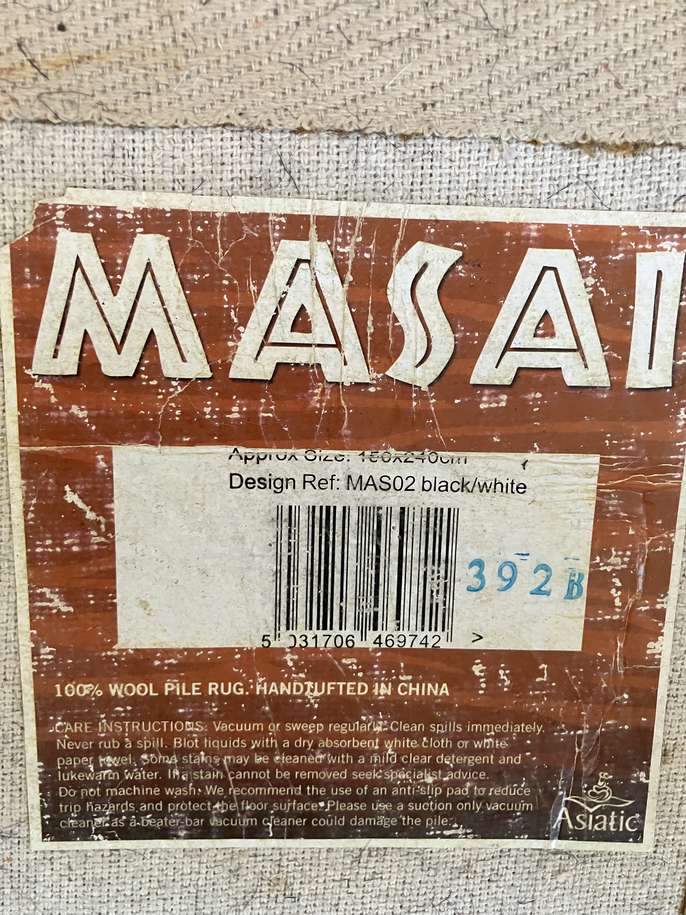 MASAI
Approx Size: 160x240cm
Design Ref: MAS02 black/white
392B
5 031706 469742 >
100% WOOL PILE RUG. HANDTUFTED IN CHINA
CARE INSTRUCTIONS: Vacuum or sweep regularly. Clean spills immediately.
Never rub a spill. Blot liquids with a dry absorbent white cloth or white
paper towel. Some stains may be cleaned with a mild clear detergent and
lukewarm water. If a stain cannot be removed seek specialist advice.
Do not machine wash. We recommend the use of an anti-slip pad to reduce
trip hazards and protect the floor surface. Please use a suction only vacuum
cleaner as a beater-bar vacuum cleaner could damage the pile.
Asiatic